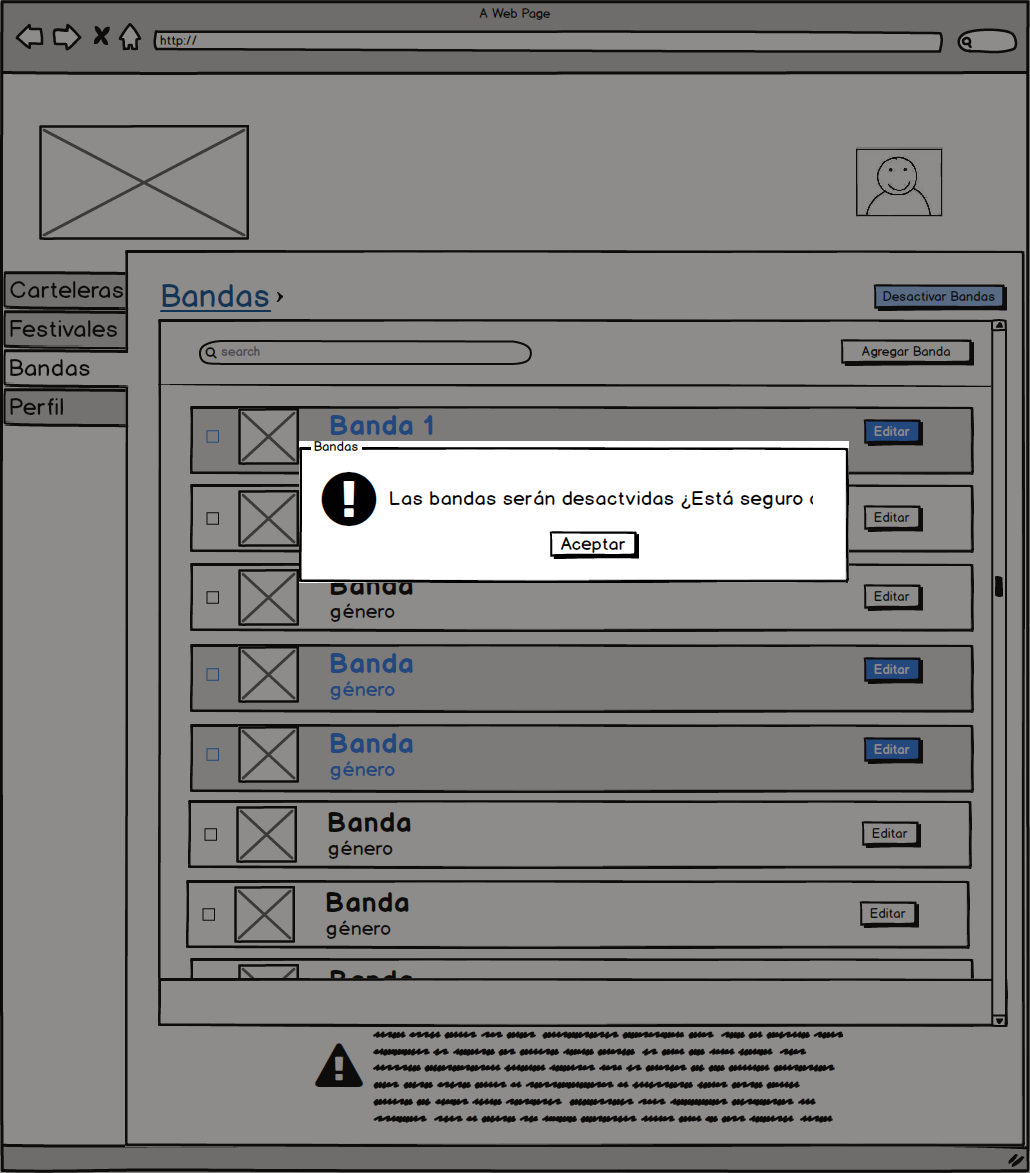 A Web Page
http://
Carteleras
Festivales
Bandas
Perfil
Bandas
Desactivar Bandas
search
Agregar Banda
Banda 1
Editar
Bandas
Las bandas serán desactvidas ¿Está seguro
Aceptar
Editar
Banda
género
Editar
Banda
género
Editar
Banda
género
Editar
Banda
género
Editar
Banda
género
Editar
Banda